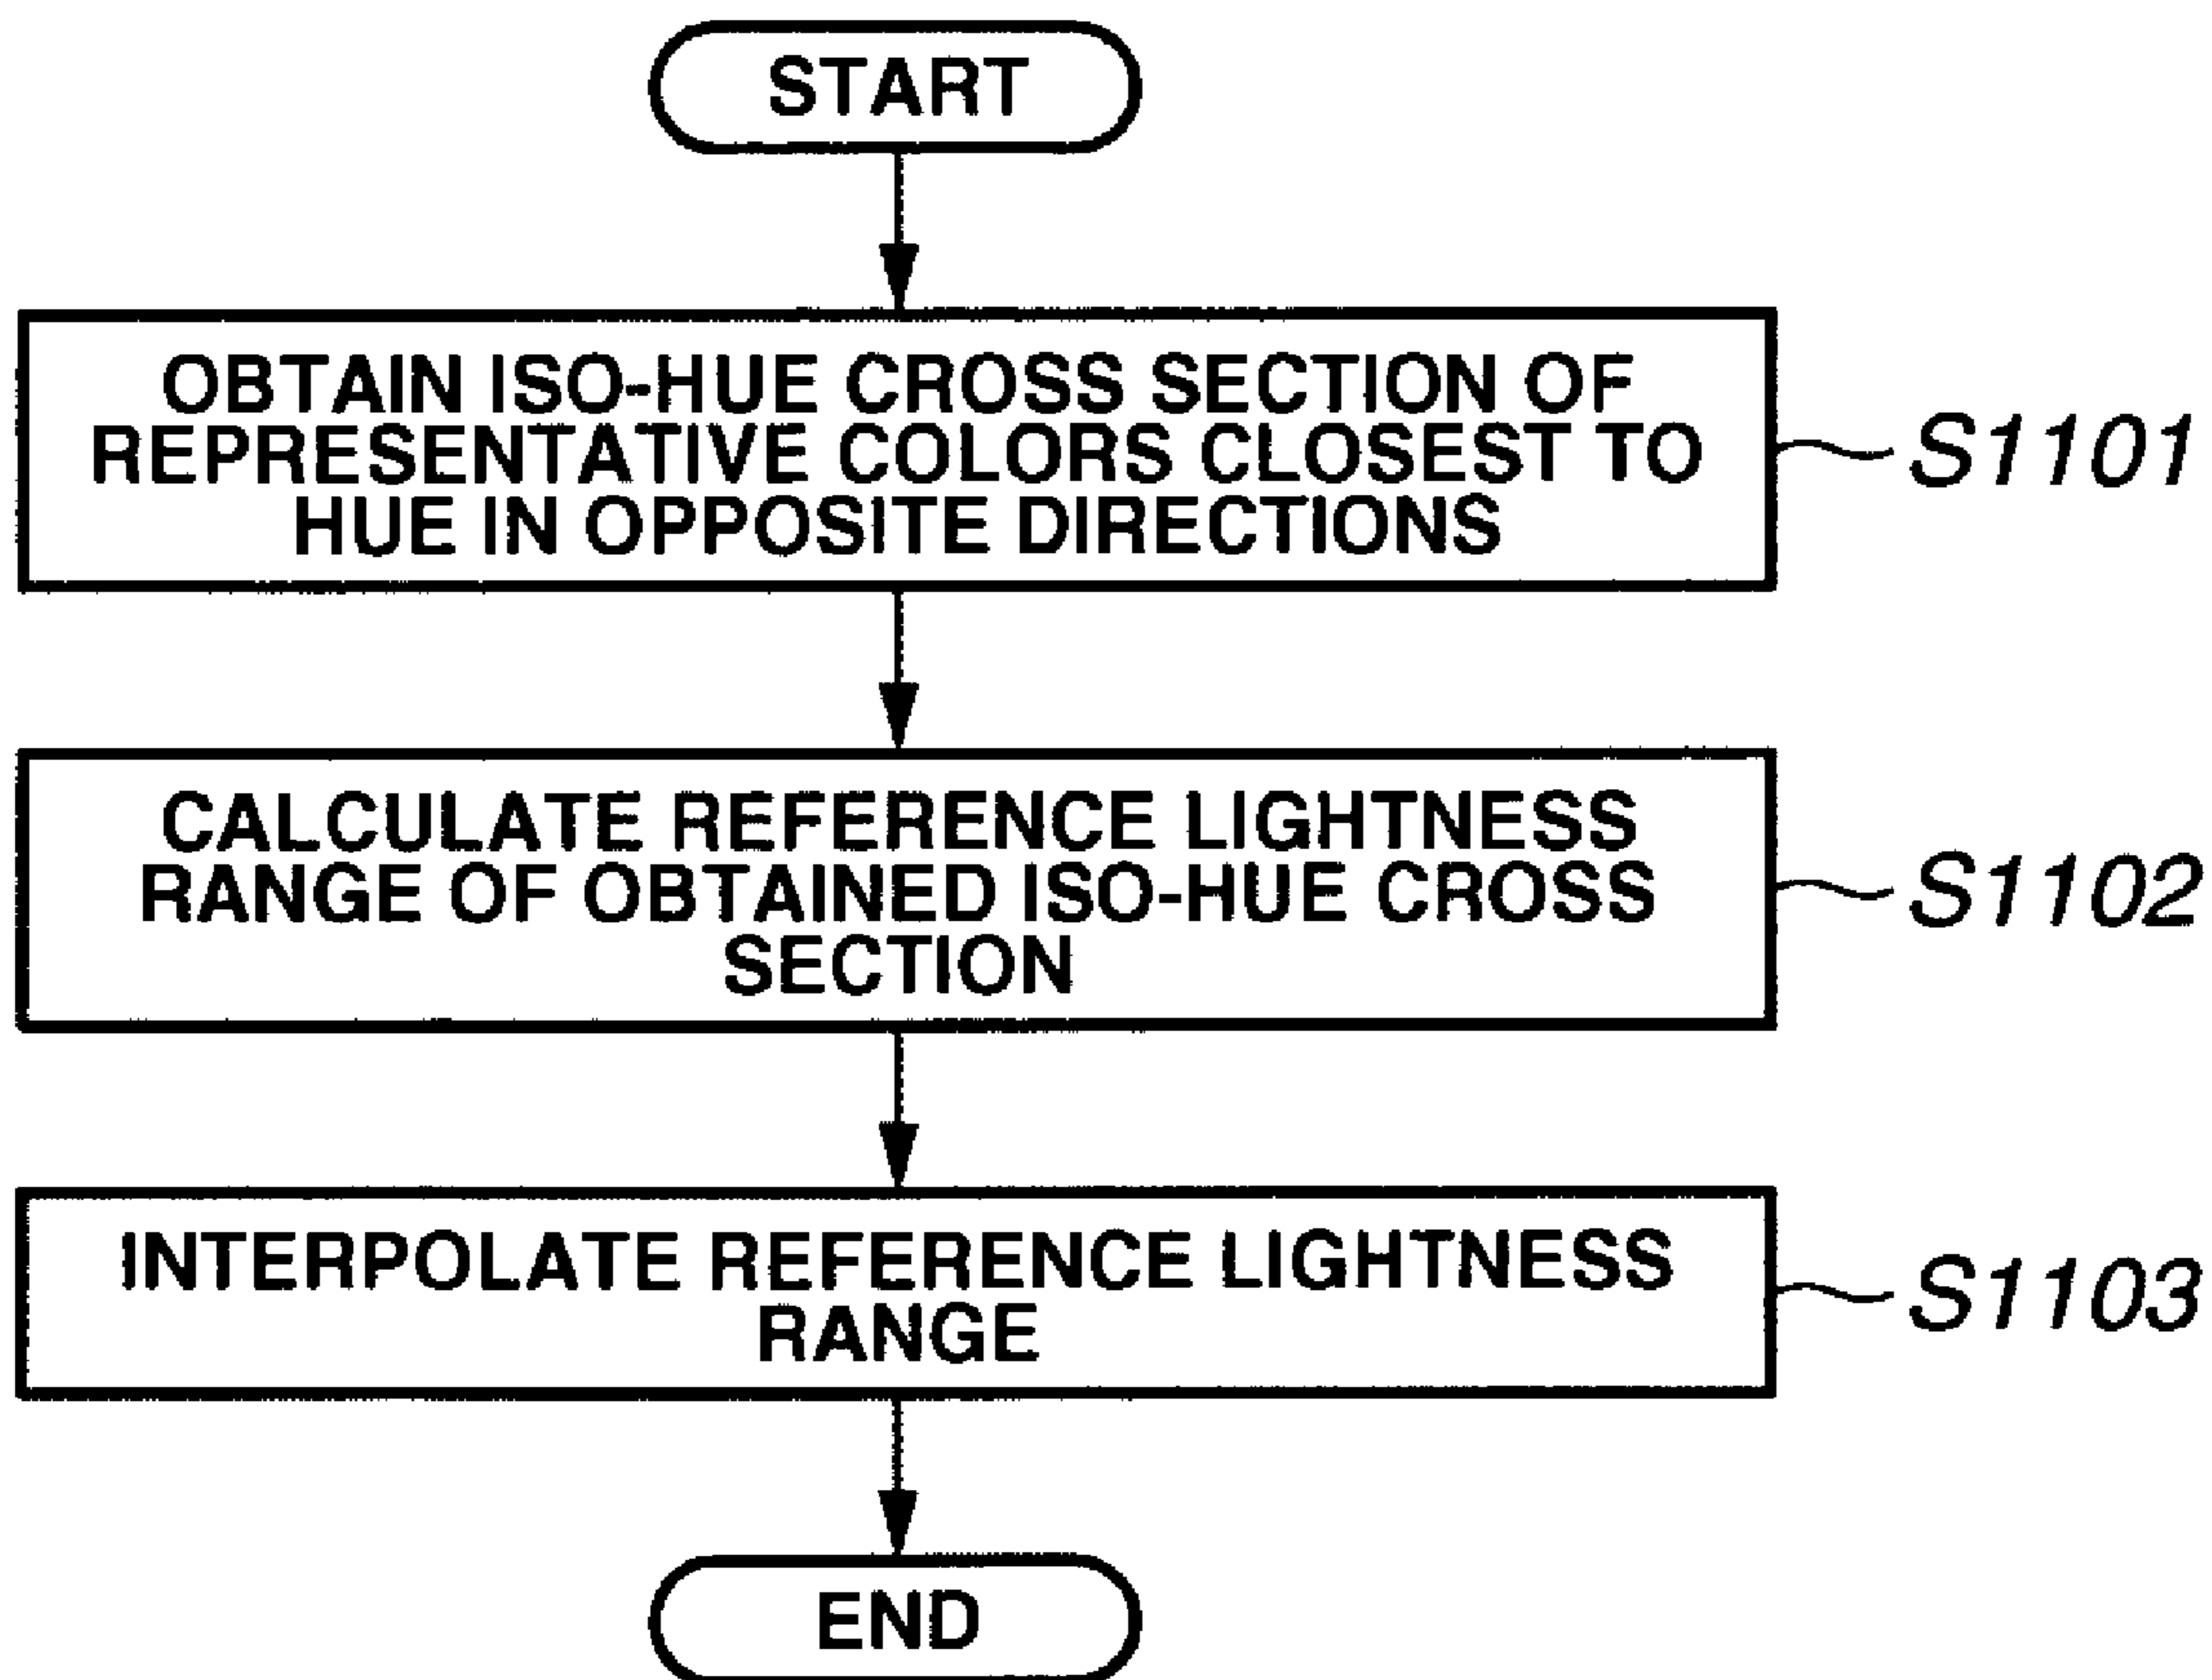 START
OBTAIN ISO-HUE CROSS SECTION OF
REPRESENTATIVE COLORS CLOSEST TO
HUE IN OPPOSITE DIRECTIONS
S1101
CALCULATE REFERENCE LIGHTNESS
RANGE OF OBTAINED ISO-HUE CROSS
SECTION
S1102
INTERPOLATE REFERENCE LIGHTNESS
RANGE
S1103
END